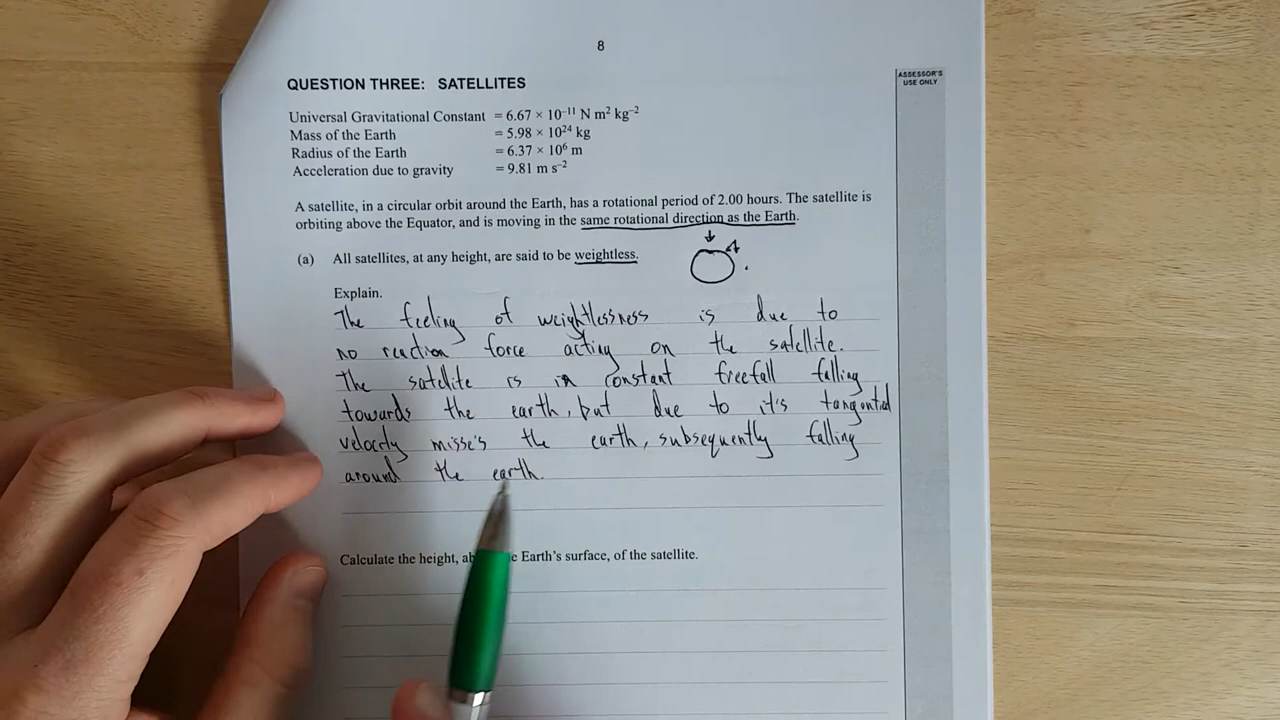 8
ASSESSOR'S
USE ONLY
QUESTION THREE: SATELLITES
Universal Gravitational Constant = 6.67 × 10⁻¹¹ N m² kg⁻²
Mass of the Earth = 5.98 × 10²⁴ kg
Radius of the Earth = 6.37 × 10⁶ m
Acceleration due to gravity = 9.81 m s⁻²
A satellite, in a circular orbit around the Earth, has a rotational period of 2.00 hours. The satellite is
orbiting above the Equator, and is moving in the same rotational direction as the Earth.
(a) All satellites, at any height, are said to be weightless.
Explain.
The feeling of weightlessness is due to
no reaction force acting on the satellite.
The satellite is in constant freefall falling
towards the earth, but due to it's tangential
velocity misse's the earth, subsequently falling
around the earth.
Calculate the height, Earth's surface, of the satellite.